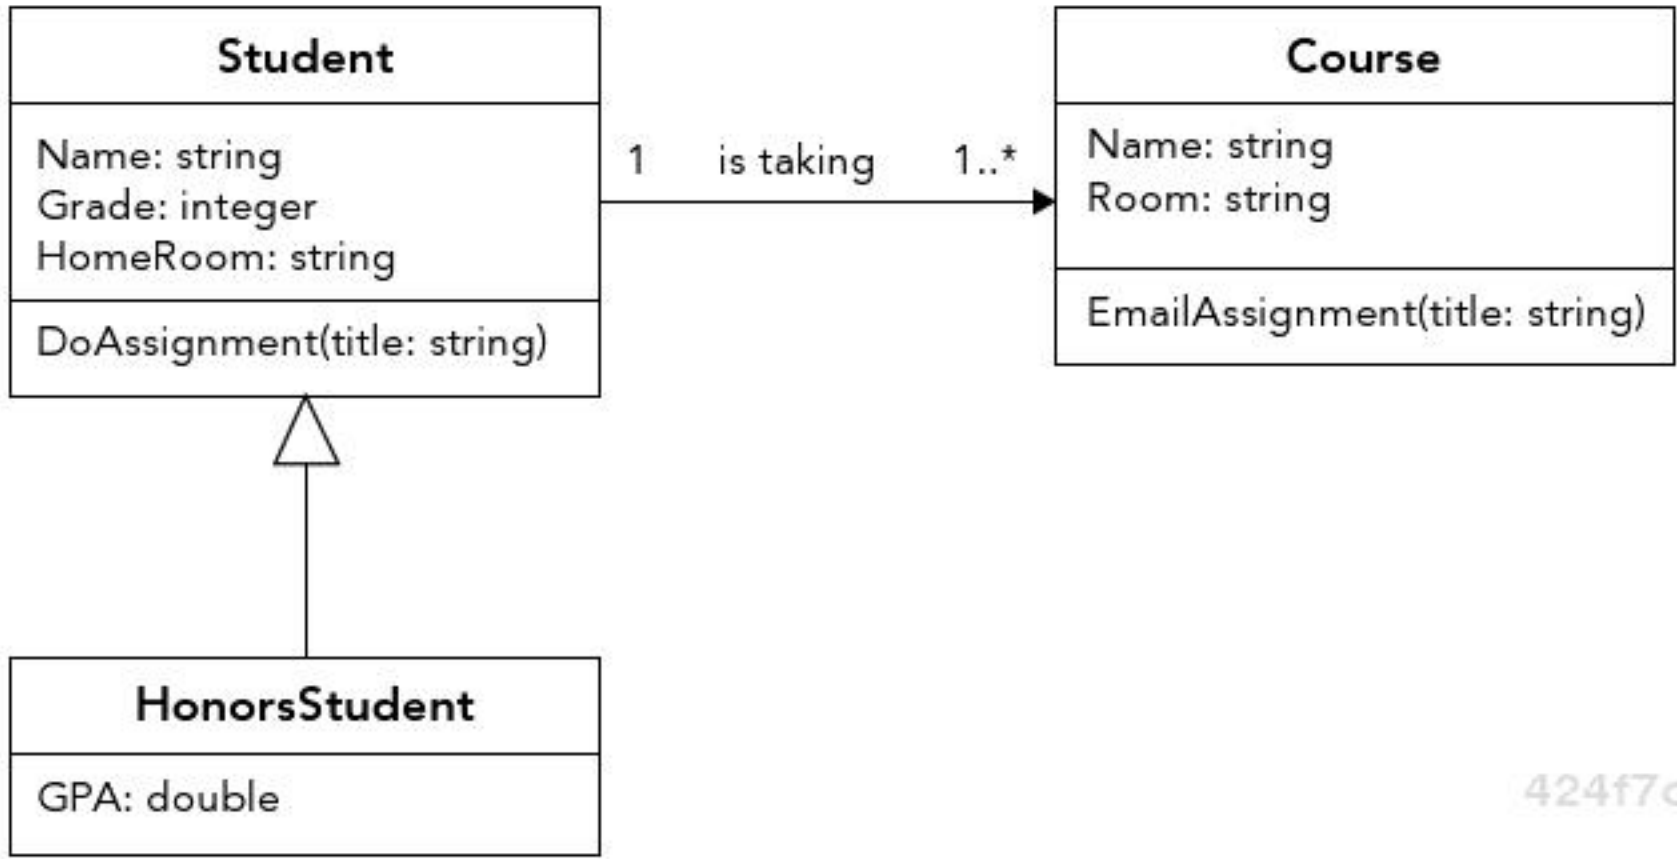 Student
Name: string
Grade: integer
HomeRoom: string
DoAssignment(title: string)
1 is taking 1..*
Course
Name: string
Room: string
EmailAssignment(title: string)
HonorsStudent
GPA: double